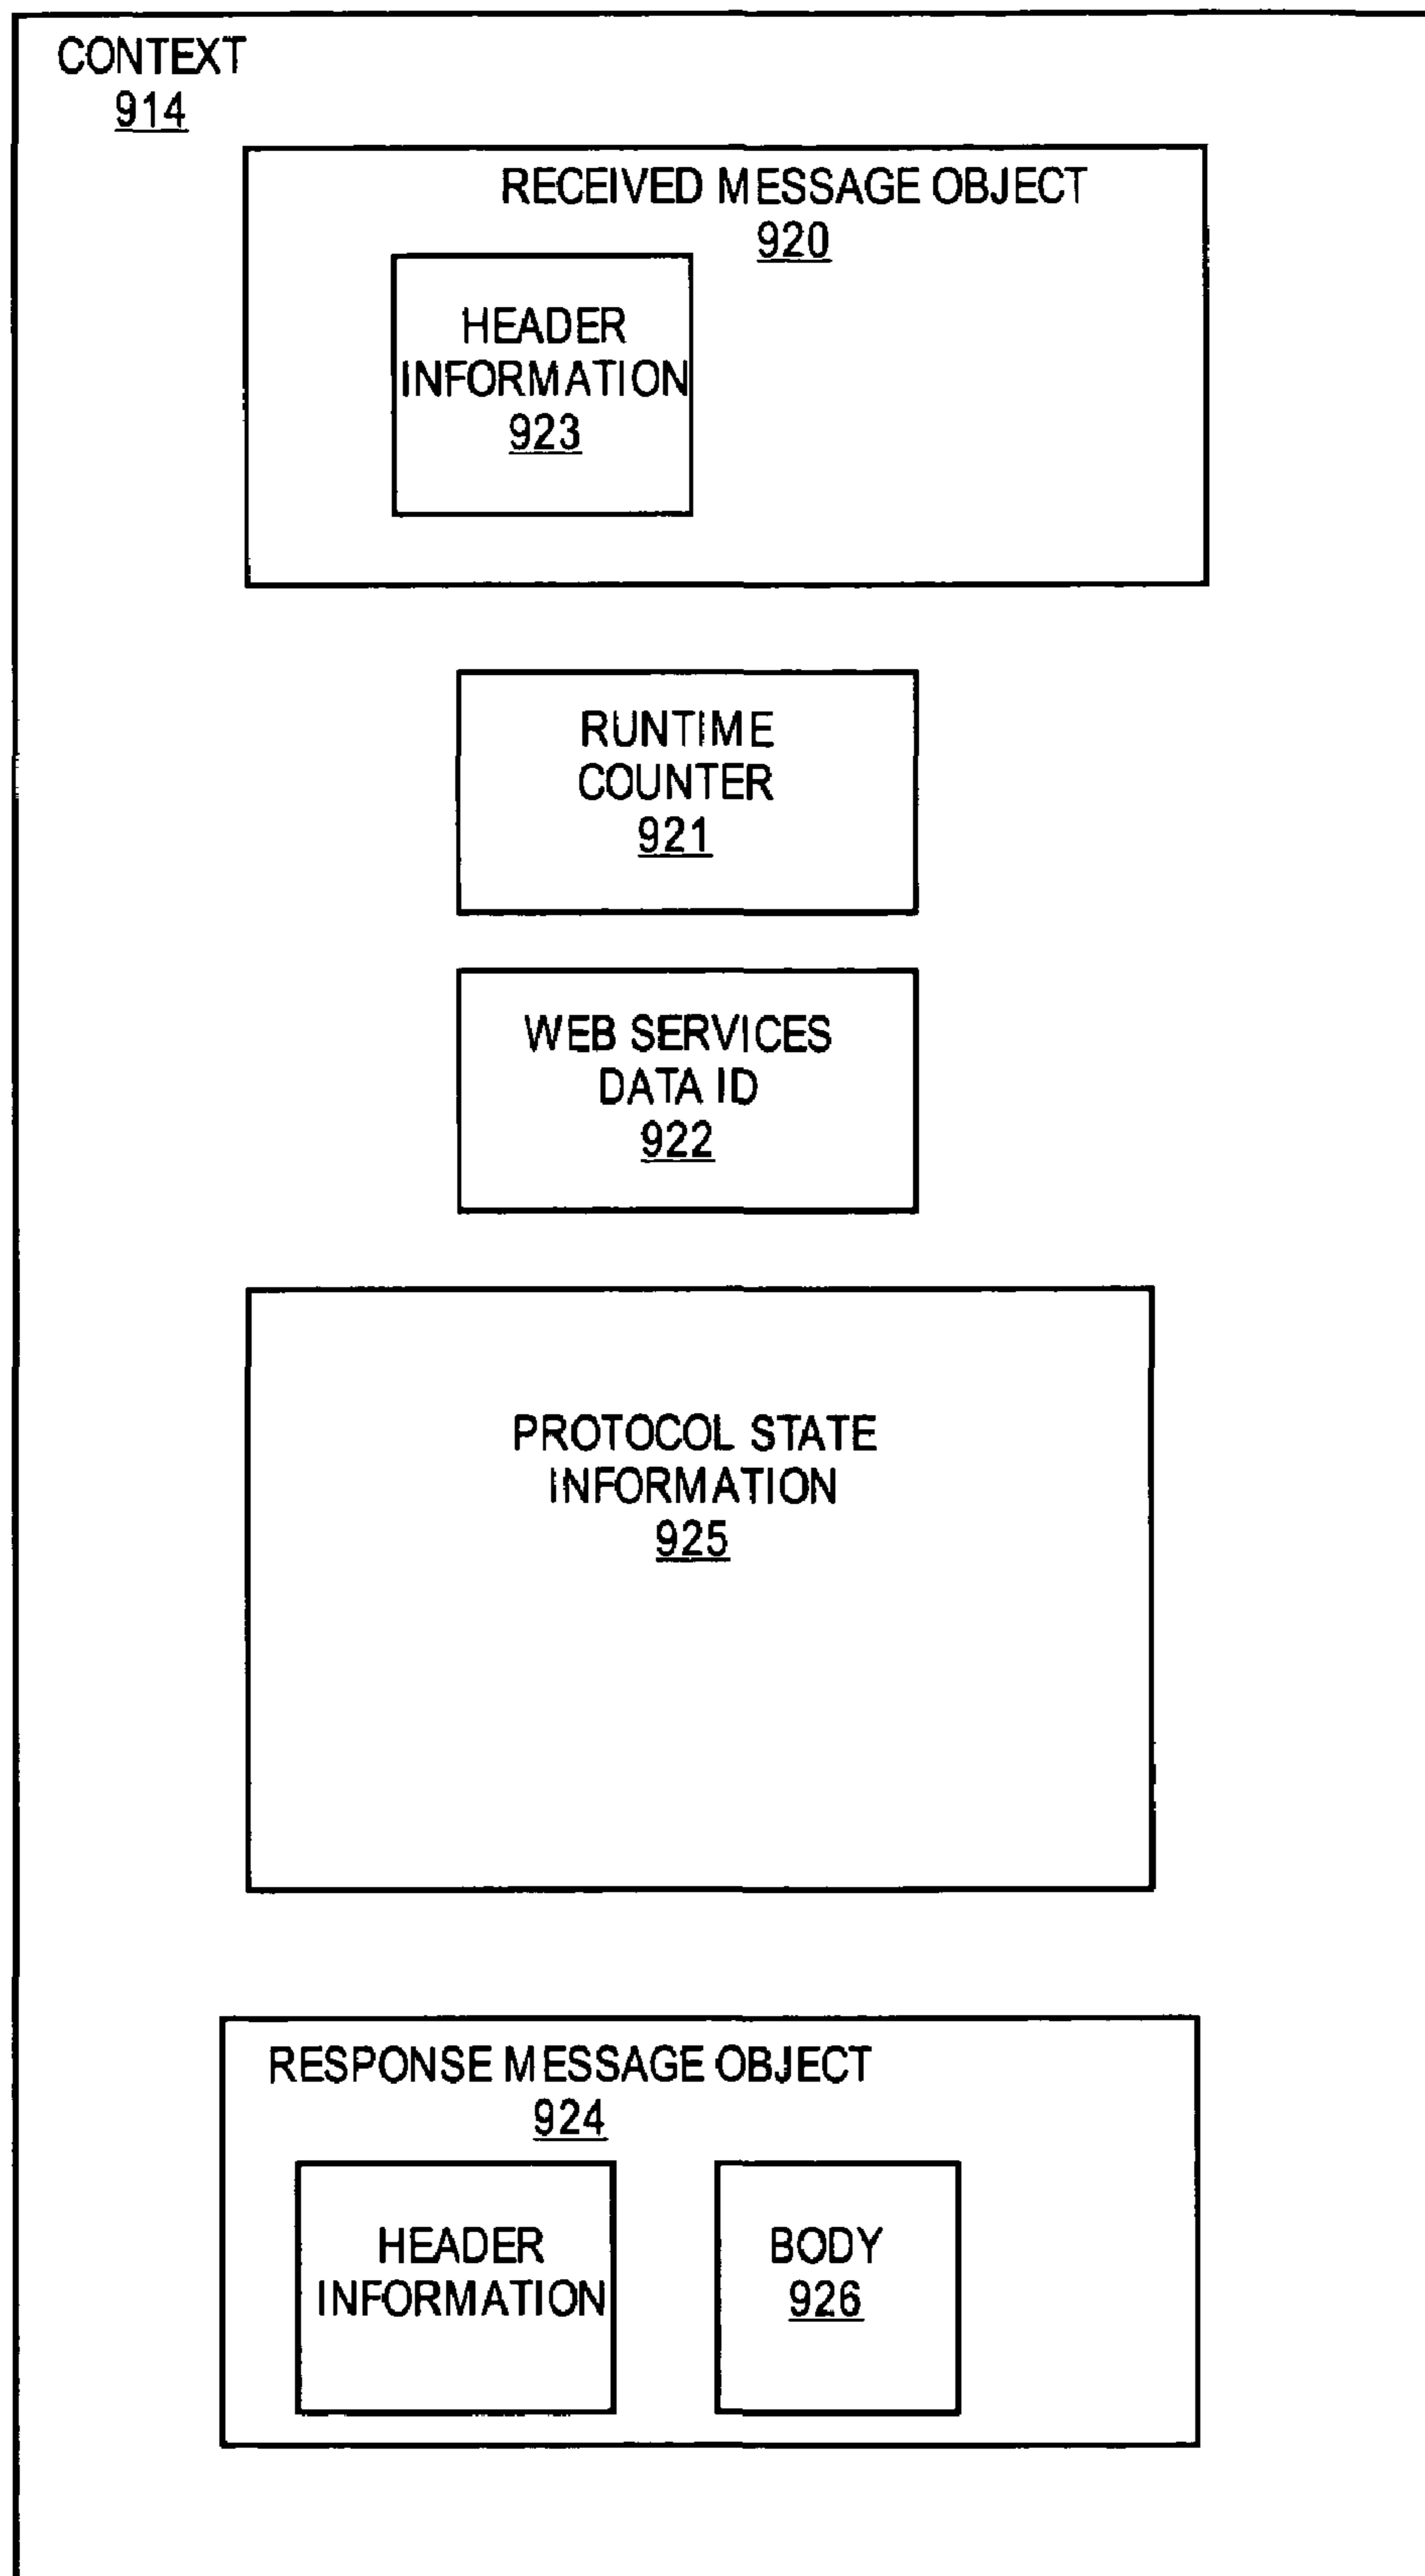 CONTEXT
914
RECEIVED MESSAGE OBJECT
920
HEADER
INFORMATION
923
RUNTIME
COUNTER
921
WEB SERVICES
DATA ID
922
PROTOCOL STATE
INFORMATION
925
RESPONSE MESSAGE OBJECT
924
HEADER
INFORMATION
BODY
926